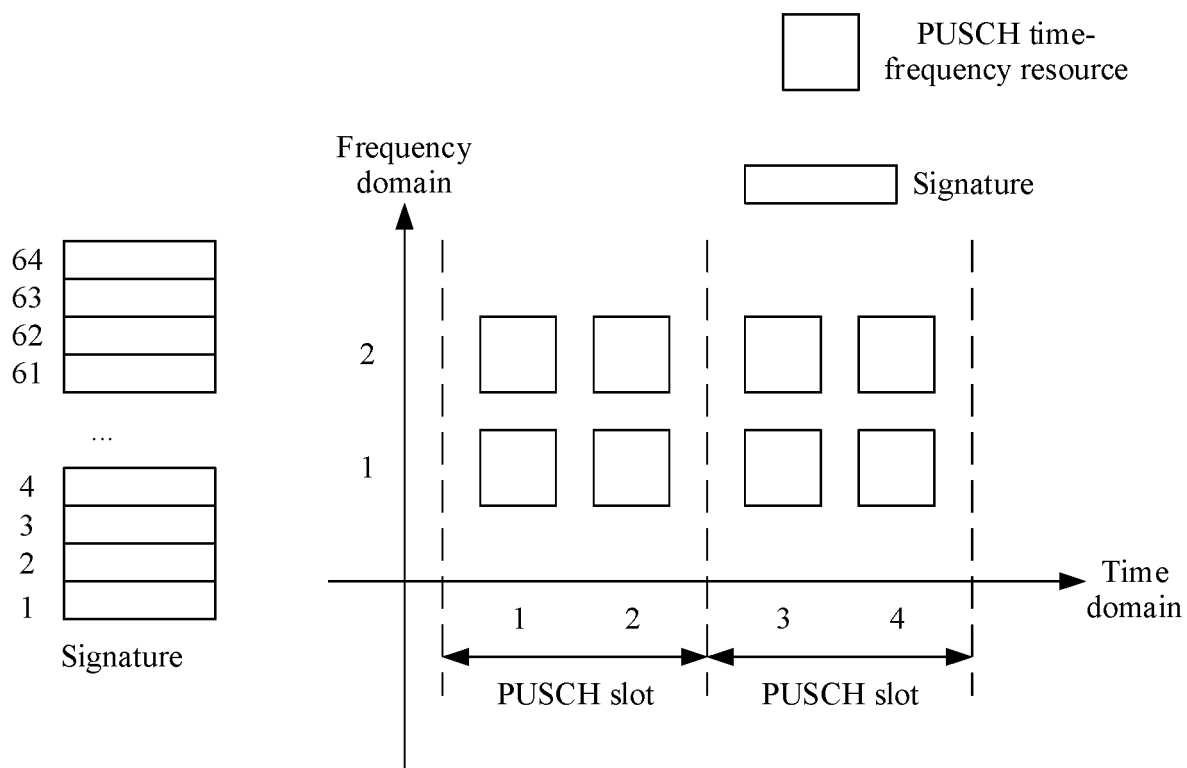 PUSCH time-
frequency resource
Frequency
domain
Signature
64
63
62
61
...
4
3
2
1
Signature
2
1
Time
domain
1 2 3 4
PUSCH slot PUSCH slot